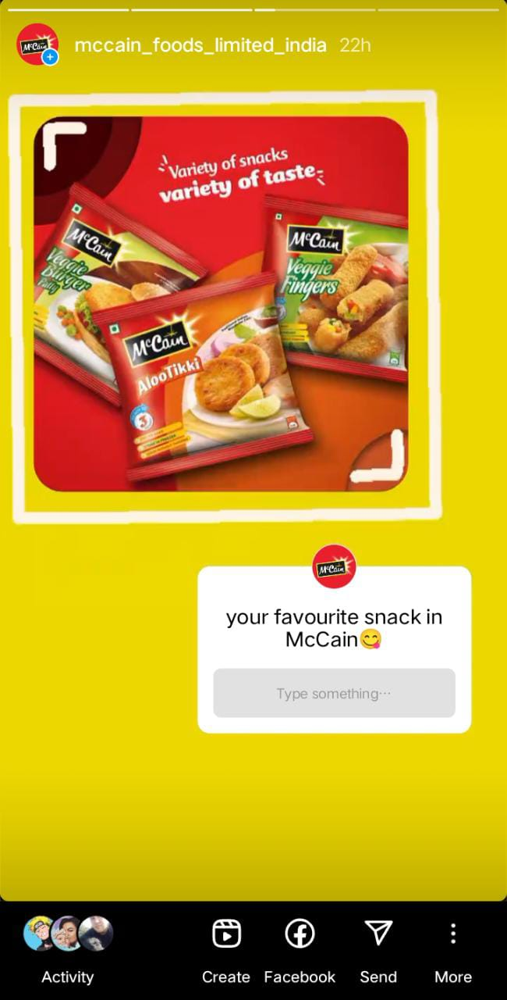 mccain_foods_limited_india 22h
Variety of snacks
variety of taste
McCain
Veggie
Burger
Patty
McCain
Veggie
Fingers
McCain
AlooTikki
3
your favourite snack in
McCain😋
Type something...
Activity
Create
Facebook
Send
More